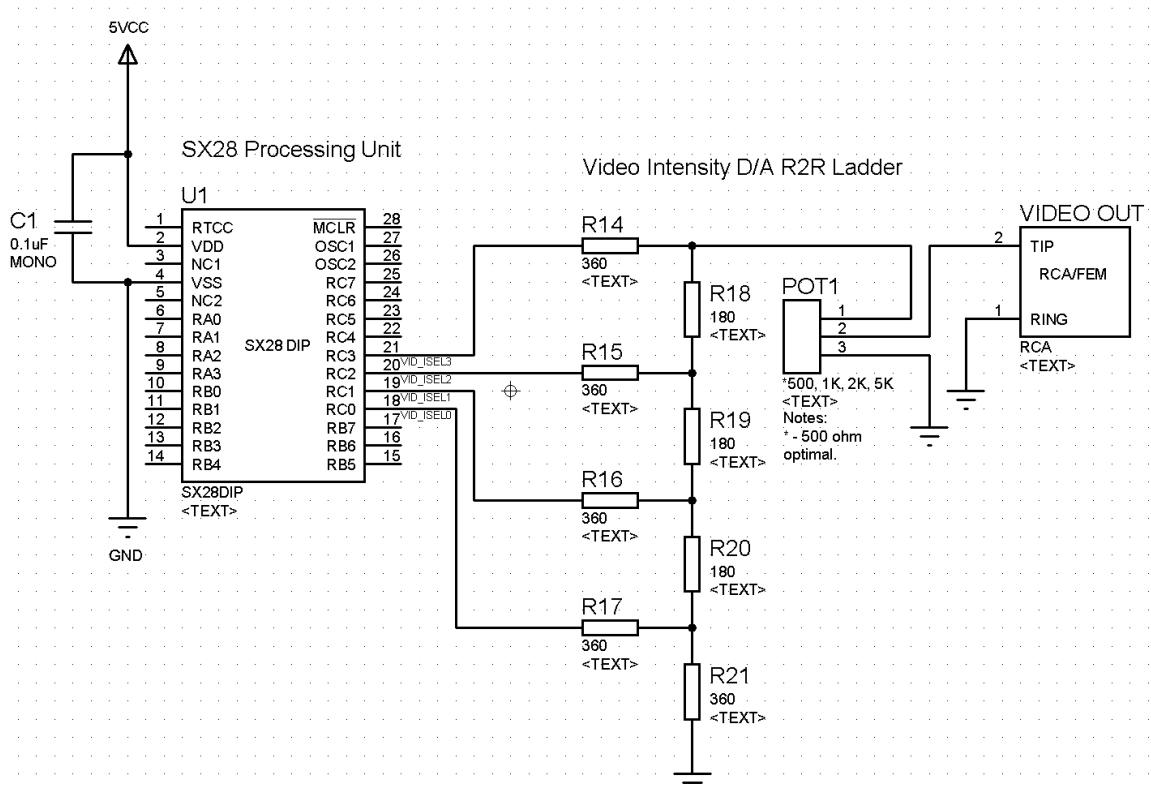 5VCC
SX28 Processing Unit
Video Intensity D/A R2R Ladder
U1
C1
0.1uF
MONO
1 RTCC
2 VDD
3 NC1
4 VSS
5 NC2
6 RA0
7 RA1
8 RA2
9 RA3
10 RB0
11 RB1
12 RB2
13 RB3
14 RB4
SX28 DIP
MCLR 28
OSC1 27
OSC2 26
RC7 25
RC6 24
RC5 23
RC4 22
RC3 21
VID_ISEL3
RC2 20
VID_ISEL2
RC1 19
VID_ISEL1
RC0 18
VID_ISEL0
RB7 17
RB6 16
RB5 15
SX28DIP
<TEXT>
GND
R14
360
<TEXT>
R18
180
<TEXT>
R15
360
<TEXT>
R19
180
<TEXT>
R16
360
<TEXT>
R20
180
<TEXT>
R17
360
<TEXT>
R21
360
<TEXT>
POT1
1
2
3
*500, 1K, 2K, 5K
<TEXT>
Notes:
* - 500 ohm
optimal.
VIDEO OUT
2 TIP
RCA/FEM
1 RING
RCA
<TEXT>